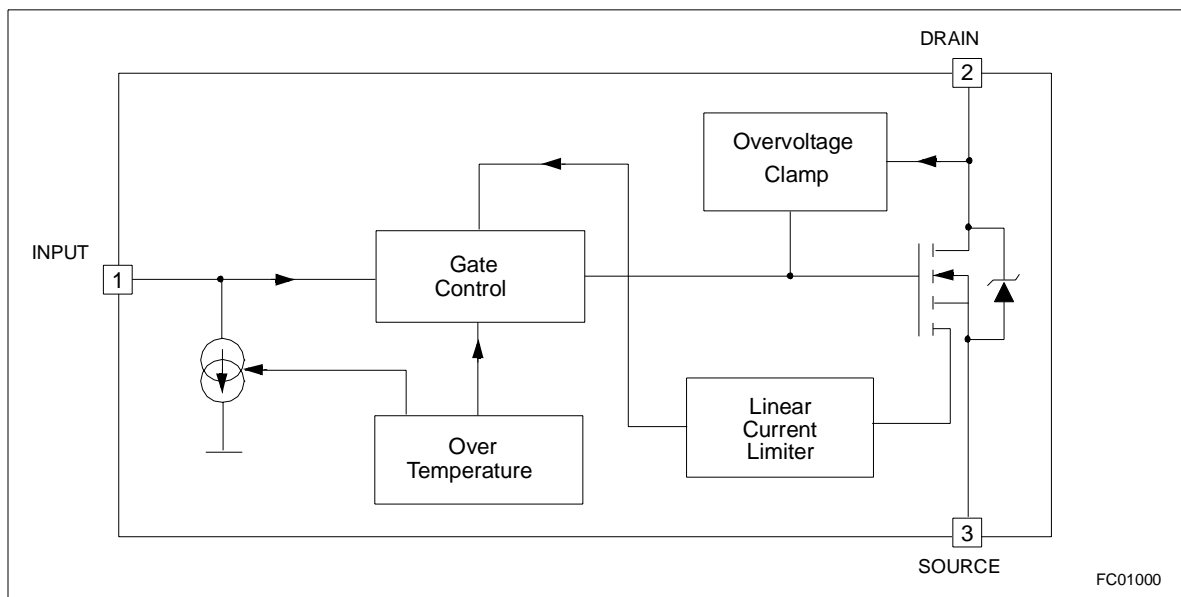 DRAIN
2
Overvoltage
Clamp
INPUT
1
Gate
Control
Over
Temperature
Linear
Current
Limiter
3
SOURCE
FC01000